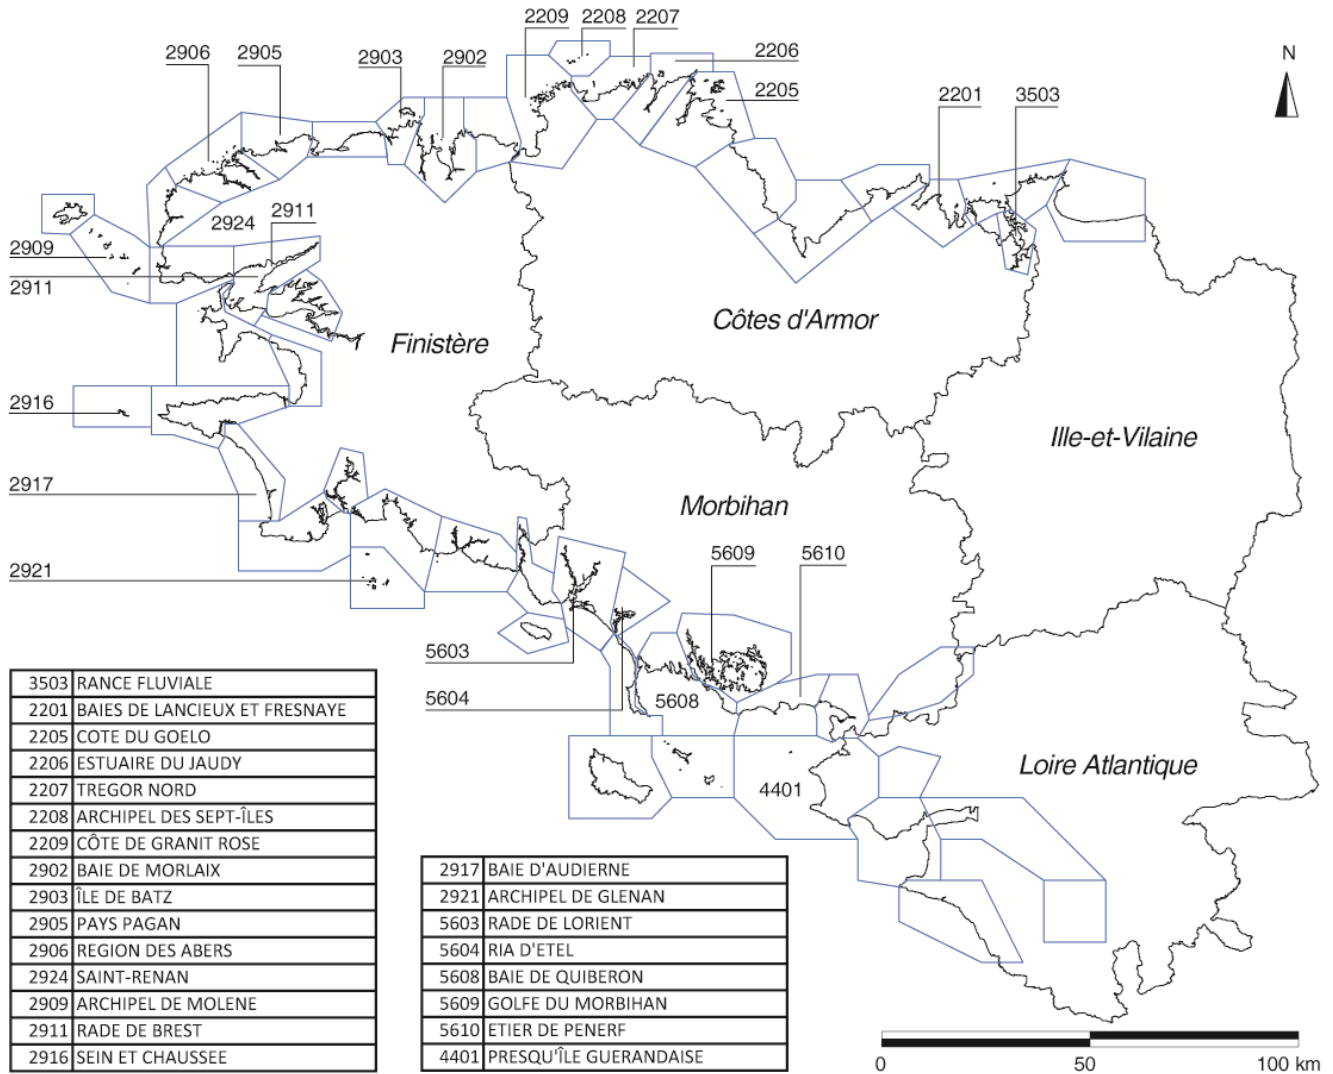 2209 2208 2207
2906 2905 2903 2902 2206
N
2205 2201 3503
2924 2911
2909
2911
Côtes d'Armor
Finistère
2916
Ille-et-Vilaine
2917
Morbihan
5609 5610
2921
5603
5604 5608
Loire Atlantique
4401
3503 RANCE FLUVIALE
2201 BAIES DE LANCIEUX ET FRESNAYE
2205 COTE DU GOELO
2206 ESTUAIRE DU JAUDY
2207 TREGOR NORD
2208 ARCHIPEL DES SEPT-ÎLES
2209 CÔTE DE GRANIT ROSE
2902 BAIE DE MORLAIX
2903 ÎLE DE BATZ
2905 PAYS PAGAN
2906 REGION DES ABERS
2924 SAINT-RENAN
2909 ARCHIPEL DE MOLENE
2911 RADE DE BREST
2916 SEIN ET CHAUSSEE
2917 BAIE D'AUDIERNE
2921 ARCHIPEL DE GLENAN
5603 RADE DE LORIENT
5604 RIA D'ETEL
5608 BAIE DE QUIBERON
5609 GOLFE DU MORBIHAN
5610 ETIER DE PENERF
4401 PRESQU'ÎLE GUERANDAISE
0 50 100 km